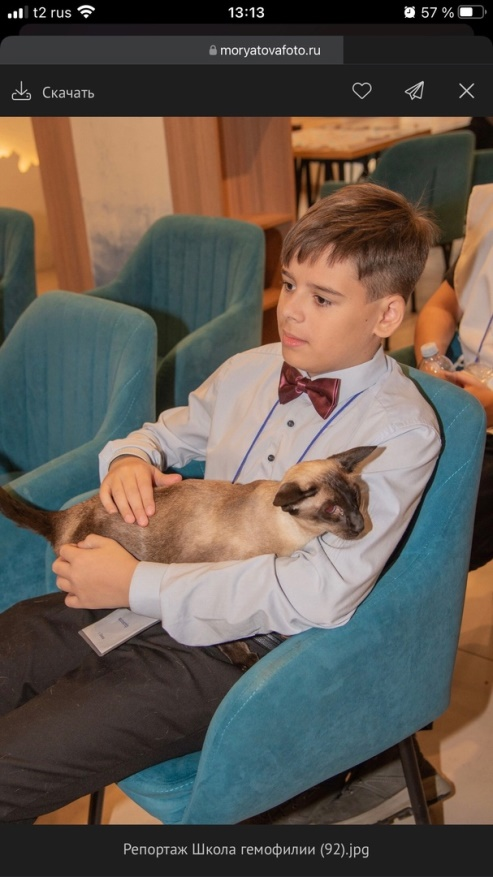 t2 rus 13:13 57 %
moryatovafoto.ru
Скачать
Репортаж Школа гемофилии (92).jpg